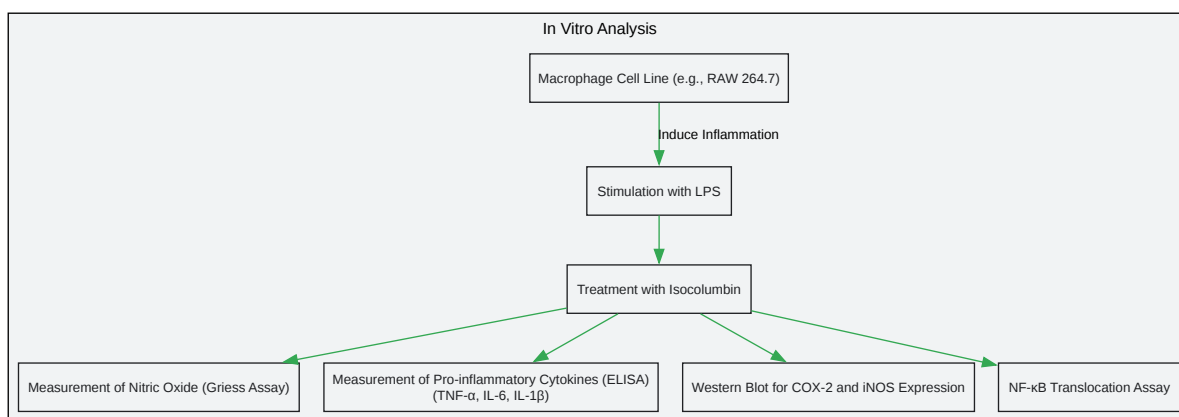 In Vitro Analysis
Macrophage Cell Line (e.g., RAW 264.7)
Induce Inflammation
Stimulation with LPS
Treatment with Isocolumbin
Measurement of Nitric Oxide (Griess Assay)
Measurement of Pro-inflammatory Cytokines (ELISA)
(TNF-α, IL-6, IL-1β)
Western Blot for COX-2 and iNOS Expression
NF-κB Translocation Assay